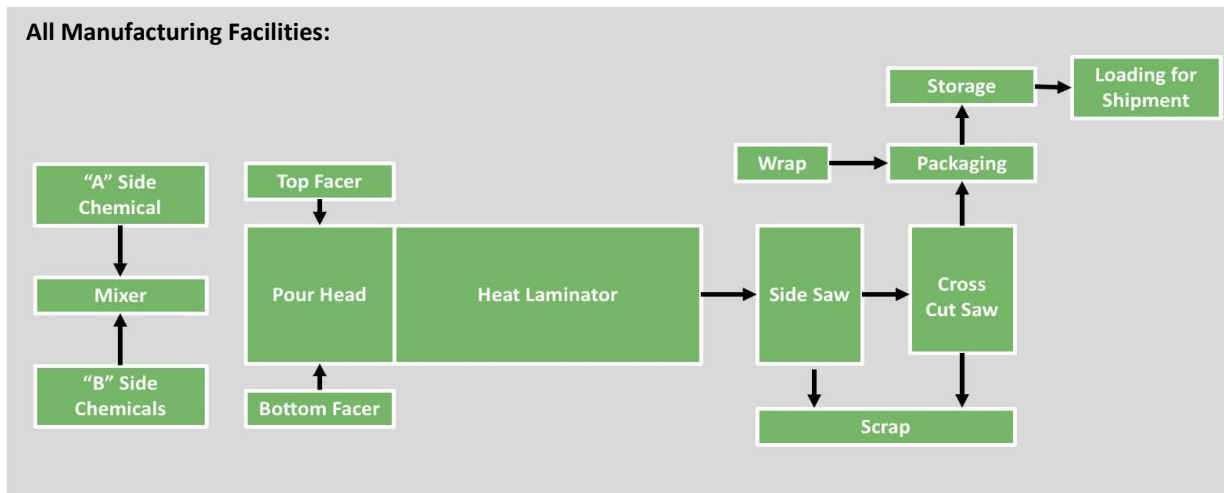 All Manufacturing Facilities:
Storage
Loading for
Shipment
Wrap
Packaging
“A” Side
Chemical
Top Facer
Mixer
Pour Head
Heat Laminator
Side Saw
Cross
Cut Saw
“B” Side
Chemicals
Bottom Facer
Scrap